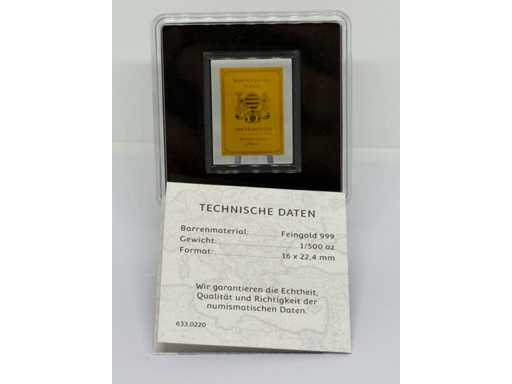 TECHNISCHE DATEN
Barrenmaterial: Feingold 999
Gewicht: 1/500 oz
Format: 16 x 22,4 mm
Wir garantieren die Echtheit,
Qualität und Richtigkeit der
numismatischen Daten.
633.0220